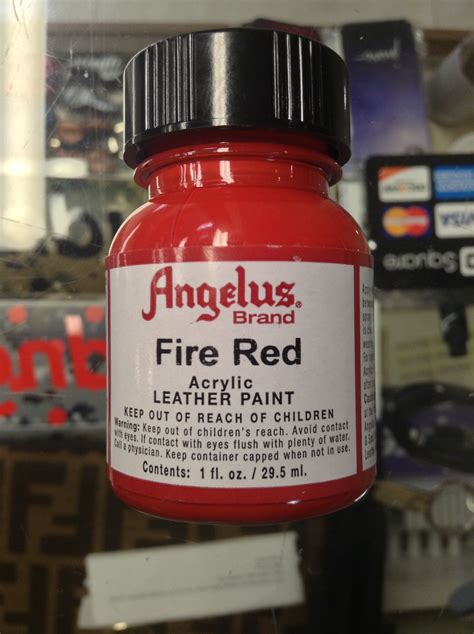 Angelus®
Brand
Fire Red
Acrylic
LEATHER PAINT
KEEP OUT OF REACH OF CHILDREN
Warning: Keep out of children's reach. Avoid contact
with eyes. If contact with eyes flush with plenty of water.
Call a physician. Keep container capped when not in use.
Contents: 1 fl. oz. / 29.5 ml.
MasterCard
VISA
Square